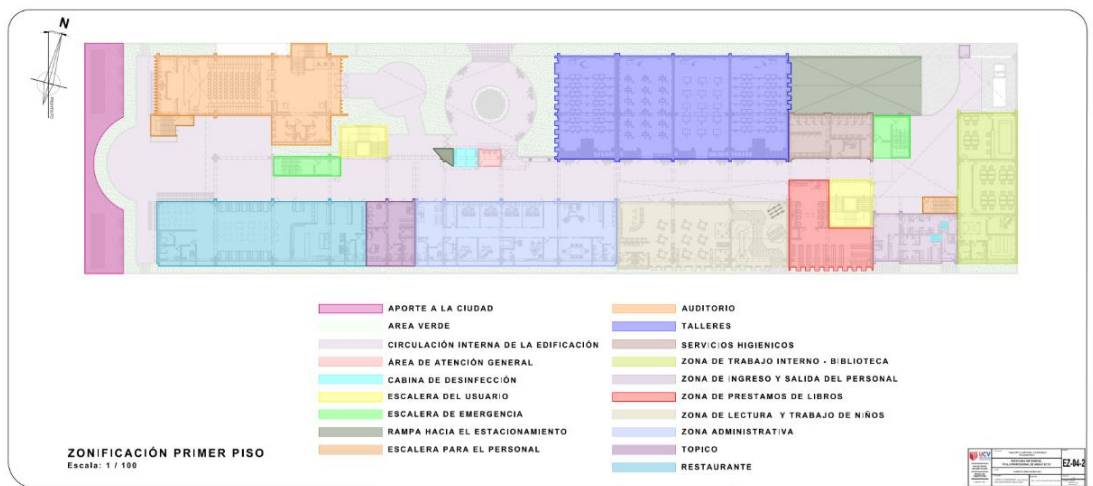 N
APORTE A LA CIUDAD
AREA VERDE
CIRCULACIÓN INTERNA DE LA EDIFICACIÓN
ÁREA DE ATENCIÓN GENERAL
CABINA DE DESINFECCIÓN
ESCALERA DEL USUARIO
ESCALERA DE EMERGENCIA
RAMPA HACIA EL ESTACIONAMIENTO
ESCALERA PARA EL PERSONAL
AUDITORIO
TALLERES
SERVICIOS HIGIENICOS
ZONA DE TRABAJO INTERNO - BIBLIOTECA
ZONA DE INGRESO Y SALIDA DEL PERSONAL
ZONA DE PRESTAMOS DE LIBROS
ZONA DE LECTURA Y TRABAJO DE NIÑOS
ZONA ADMINISTRATIVA
TOPICO
RESTAURANTE
ZONIFICACIÓN PRIMER PISO
Escala: 1 / 100
UCV
EZ-04-2